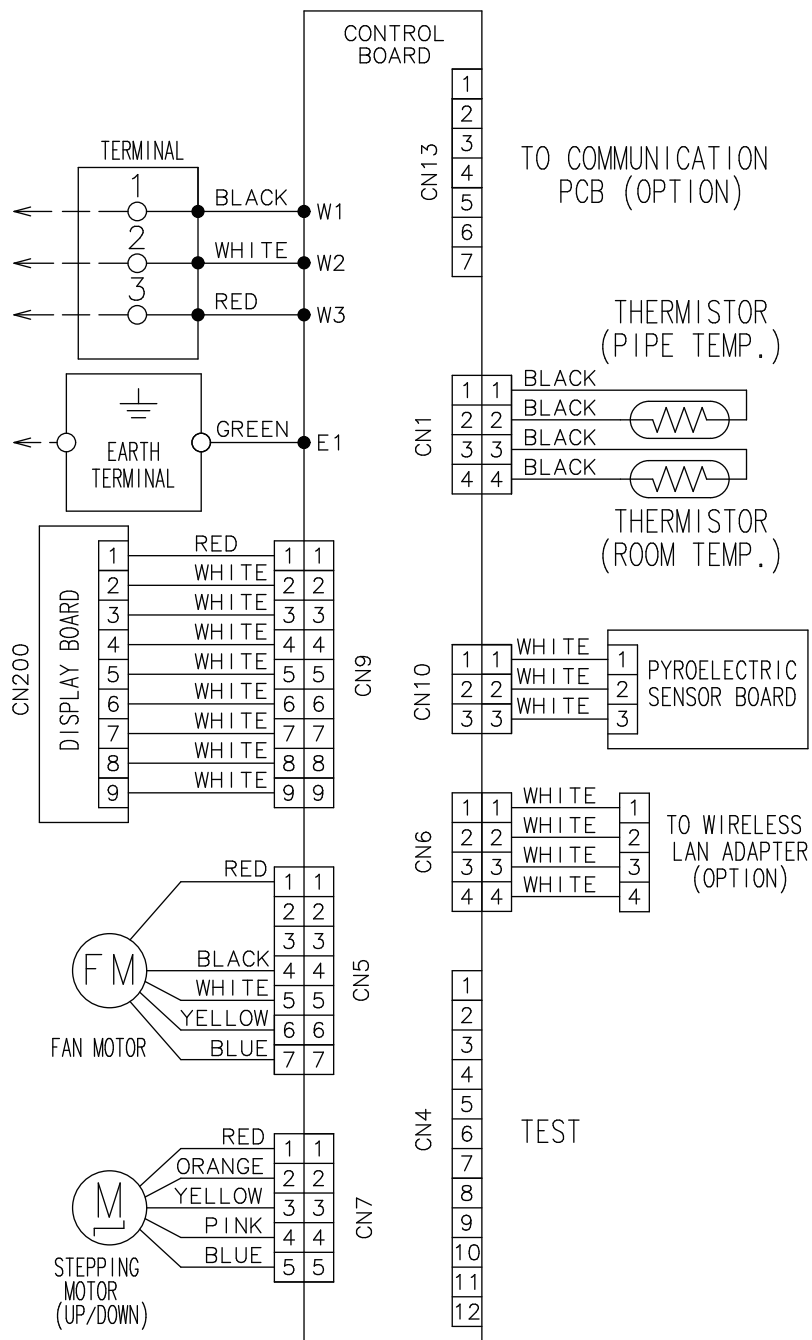 CONTROL
BOARD
CN13
1
2
3
4
5
6
7
TO COMMUNICATION
PCB (OPTION)
TERMINAL
1 BLACK W1
2 WHITE W2
3 RED W3
EARTH
TERMINAL
GREEN E1
THERMISTOR
(PIPE TEMP.)
CN1
1 1 BLACK
2 2 BLACK
3 3 BLACK
4 4 BLACK
THERMISTOR
(ROOM TEMP.)
CN200
DISPLAY BOARD
1 RED 1 1
2 WHITE 2 2
3 WHITE 3 3
4 WHITE 4 4
5 WHITE 5 5
6 WHITE 6 6
7 WHITE 7 7
8 WHITE 8 8
9 WHITE 9 9
CN9
CN10
1 1 WHITE 1
2 2 WHITE 2
3 3 WHITE 3
PYROELECTRIC
SENSOR BOARD
CN6
1 1 WHITE 1
2 2 WHITE 2
3 3 WHITE 3
4 4 WHITE 4
TO WIRELESS
LAN ADAPTER
(OPTION)
FM
FAN MOTOR
RED 1 1
2 2
3 3
BLACK 4 4
WHITE 5 5
YELLOW 6 6
BLUE 7 7
CN5
CN4
1
2
3
4
5
6
7
8
9
10
11
12
TEST
M
STEPPING
MOTOR
(UP/DOWN)
RED 1 1
ORANGE 2 2
YELLOW 3 3
PINK 4 4
BLUE 5 5
CN7